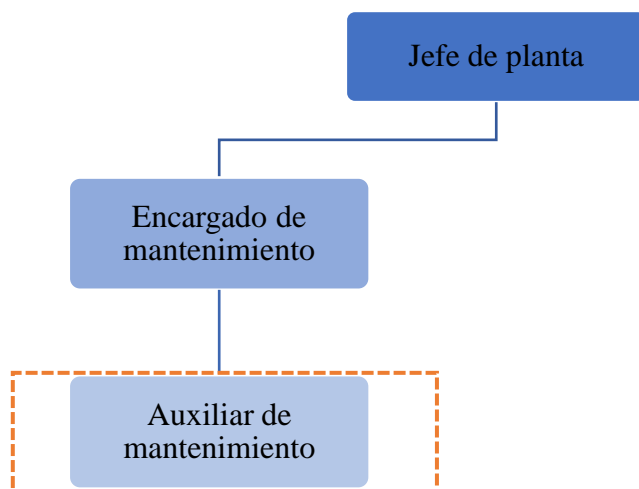 Jefe de planta
Encargado de
mantenimiento
Auxiliar de
mantenimiento